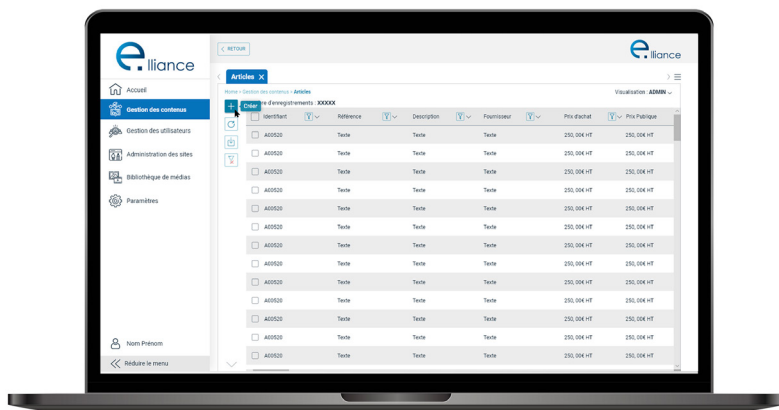 e.lliance
Accueil
Gestion des contenus
Gestion des utilisateurs
Administration des sites
Bibliothèque de médias
Paramètres
Nom Prénom
Réduire le menu
< RETOUR
e.lliance
Articles X
Home > Gestion des contenus > Articles
Visualisation : ADMIN
Créer
d'enregistrements : XXXXX
Identifiant Référence Description Fournisseur Prix d'achat Prix Publique
A00520 Texte Texte Texte 250, 00€ HT 250, 00€ HT
A00520 Texte Texte Texte 250, 00€ HT 250, 00€ HT
A00520 Texte Texte Texte 250, 00€ HT 250, 00€ HT
A00520 Texte Texte Texte 250, 00€ HT 250, 00€ HT
A00520 Texte Texte Texte 250, 00€ HT 250, 00€ HT
A00520 Texte Texte Texte 250, 00€ HT 250, 00€ HT
A00520 Texte Texte Texte 250, 00€ HT 250, 00€ HT
A00520 Texte Texte Texte 250, 00€ HT 250, 00€ HT
A00520 Texte Texte Texte 250, 00€ HT 250, 00€ HT
A00520 Texte Texte Texte 250, 00€ HT 250, 00€ HT
A00520 Texte Texte Texte 250, 00€ HT 250, 00€ HT
A00520 Texte Texte Texte 250, 00€ HT 250, 00€ HT
A00520 Texte Texte Texte 250, 00€ HT 250, 00€ HT